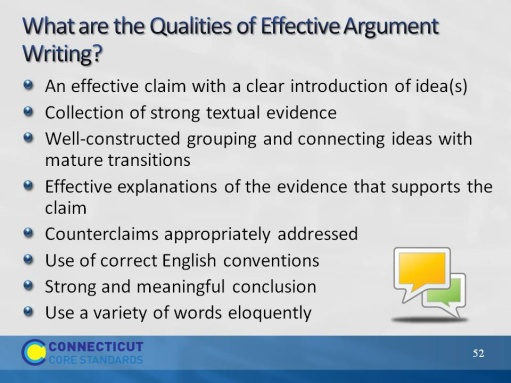 What are the Qualities of Effective Argument
Writing?
An effective claim with a clear introduction of idea(s)
Collection of strong textual evidence
Well-constructed grouping and connecting ideas with
mature transitions
Effective explanations of the evidence that supports the
claim
Counterclaims appropriately addressed
Use of correct English conventions
Strong and meaningful conclusion
Use a variety of words eloquently
CONNECTICUT
CORE STANDARDS
52